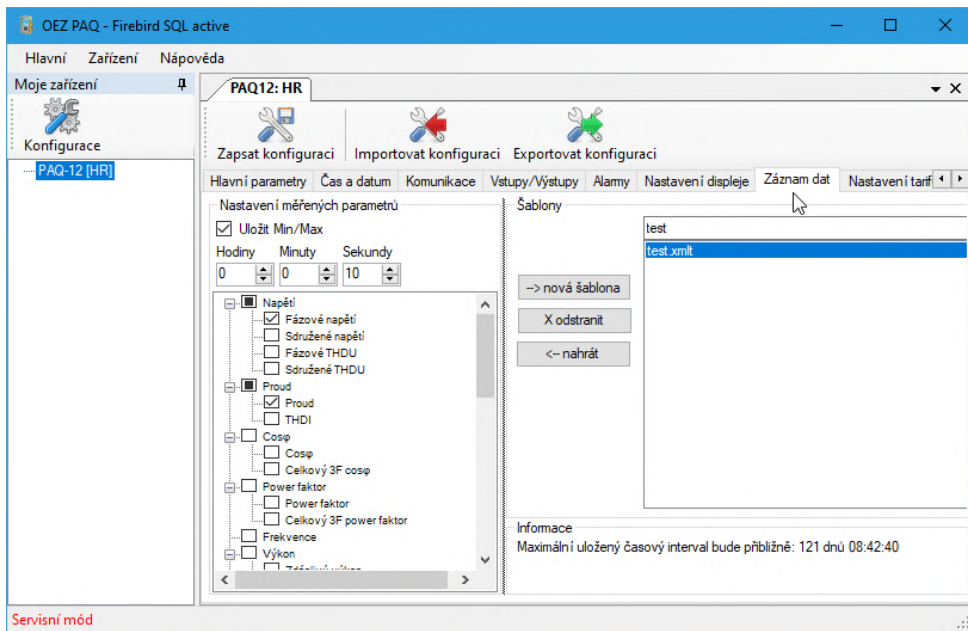 OEZ PAQ - Firebird SQL active
Hlavní Zařízení Nápověda
Moje zařízení
Konfigurace
PAQ-12 [HR]
PAQ12: HR
Zapsat konfiguraci Importovat konfiguraci Exportovat konfiguraci
Hlavní parametry Čas a datum Komunikace Vstupy/Výstupy Alarmy Nastavení displeje Záznam dat Nastavení tarif
Nastavení měřených parametrů
Uložit Min/Max
Hodiny Minuty Sekundy
0 0 10
Napětí
Fázové napětí
Sdružené napětí
Fázové THDU
Sdružené THDU
Proud
Proud
THDI
Cosφ
Cosφ
Celkový 3F cosφ
Power faktor
Power faktor
Celkový 3F power faktor
Frekvence
Výkon
Šablony
test
test.xmlt
--> nová šablona
X odstranit
<-- nahrát
Informace
Maximální uložený časový interval bude přibližně: 121 dnů 08:42:40
Servisní mód